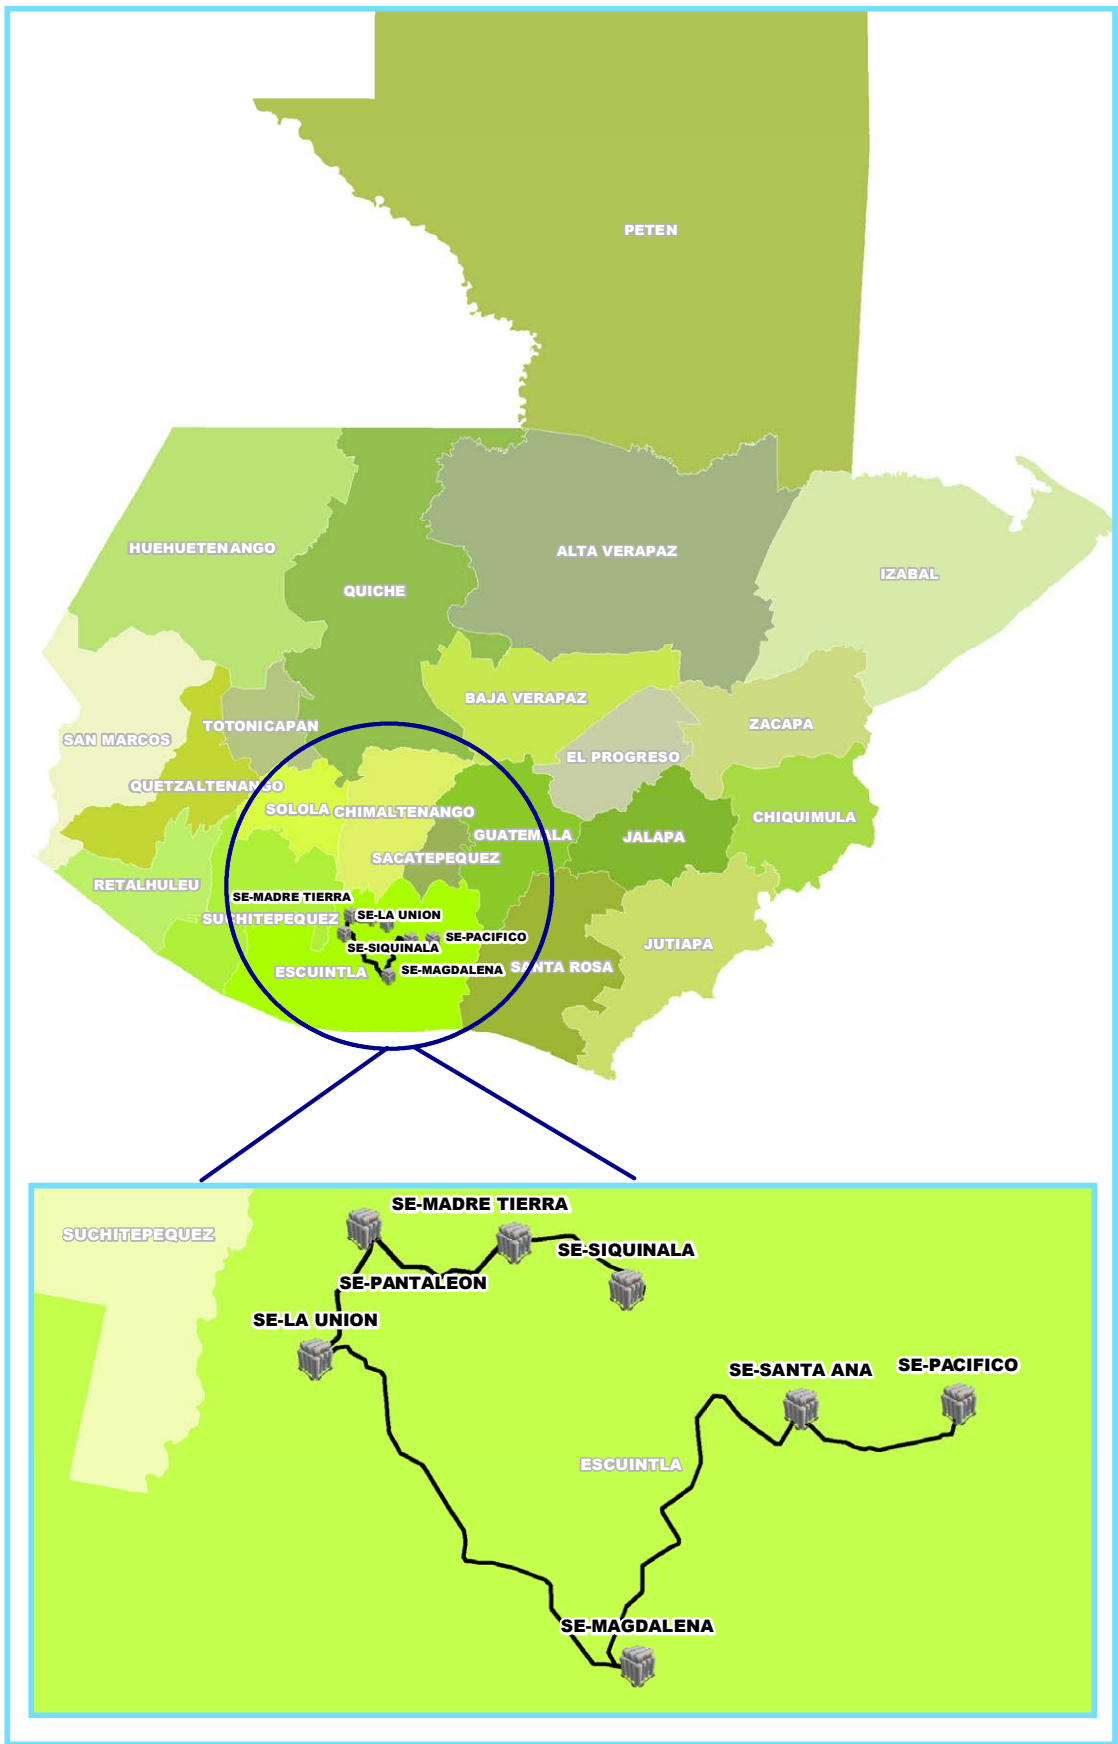 PETEN
HUEHUETENANGO
ALTA VERAPAZ
IZABAL
QUICHE
BAJA VERAPAZ
ZACAPA
TOTONICAPAN
SAN MARCOS
EL PROGRESO
QUETZALTENANGO
SOLOLA
CHIMALTENANGO
CHIQUIMULA
GUATEMALA
JALAPA
SACATEPEQUEZ
RETALHULEU
SE-MADRE TIERRA
SE-LA UNION
SUCHITEPEQUEZ
SE-PACIFICO
JUTIAPA
SE-SIQUINALA
SANTA ROSA
SE-MAGDALENA
ESCUINTLA
SE-MADRE TIERRA
SUCHITEPEQUEZ
SE-SIQUINALA
SE-PANTALEON
SE-LA UNION
SE-PACIFICO
SE-SANTA ANA
ESCUINTLA
SE-MAGDALENA